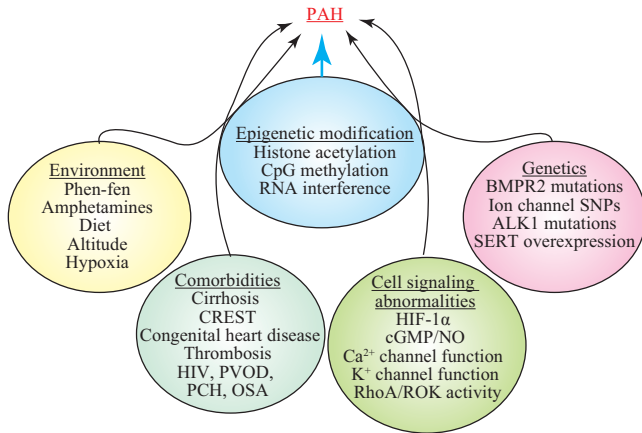 PAH
Epigenetic modification
Histone acetylation
CpG methylation
RNA interference
Environment
Phen-fen
Amphetamines
Diet
Altitude
Hypoxia
Genetics
BMPR2 mutations
Ion channel SNPs
ALK1 mutations
SERT overexpression
Comorbidities
Cirrhosis
CREST
Congenital heart disease
Thrombosis
HIV, PVOD,
PCH, OSA
Cell signaling
abnormalities
HIF-1α
cGMP/NO
Ca²⁺ channel function
K⁺ channel function
RhoA/ROK activity